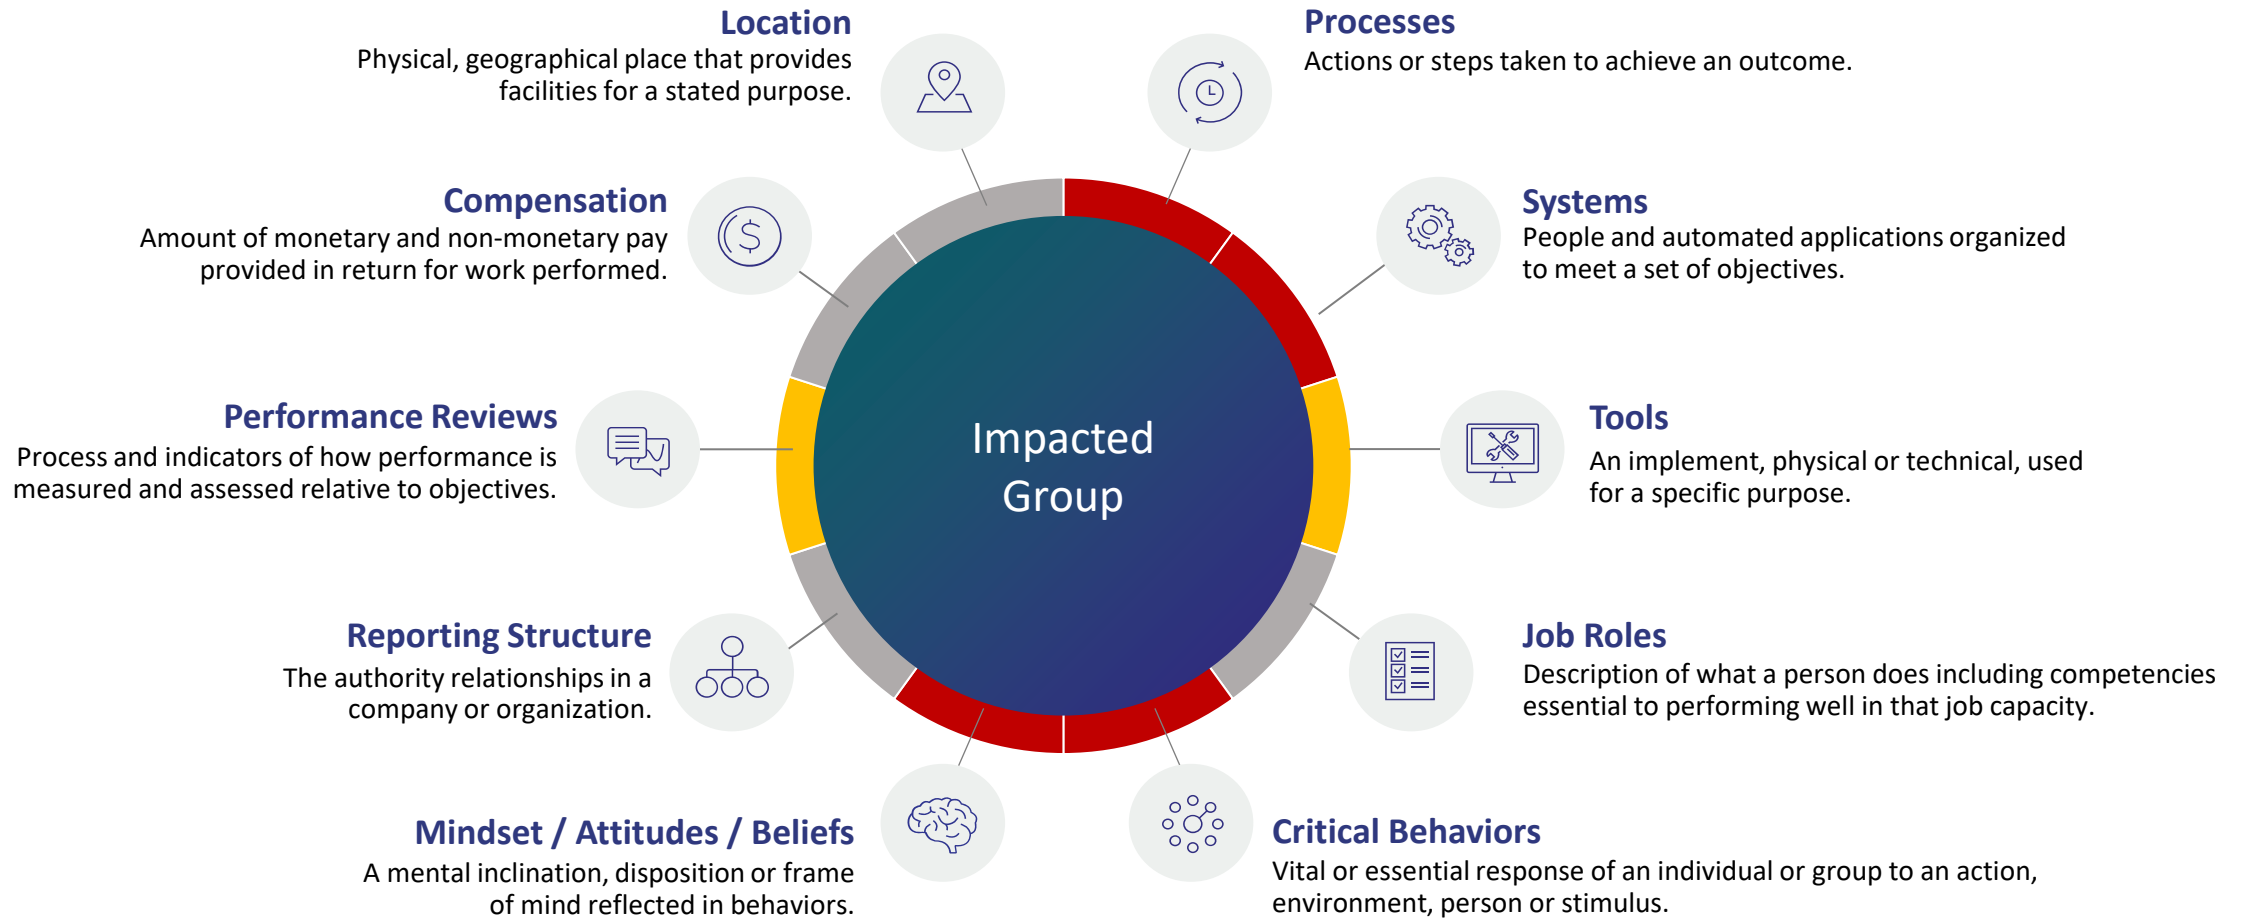 Location
Physical, geographical place that provides
facilities for a stated purpose.
Processes
Actions or steps taken to achieve an outcome.
Compensation
Amount of monetary and non-monetary pay
provided in return for work performed.
Systems
People and automated applications organized
to meet a set of objectives.
Performance Reviews
Process and indicators of how performance is
measured and assessed relative to objectives.
Impacted
Group
Tools
An implement, physical or technical, used
for a specific purpose.
Reporting Structure
The authority relationships in a
company or organization.
Job Roles
Description of what a person does including competencies
essential to performing well in that job capacity.
Mindset / Attitudes / Beliefs
A mental inclination, disposition or frame
of mind reflected in behaviors.
Critical Behaviors
Vital or essential response of an individual or group to an action,
environment, person or stimulus.